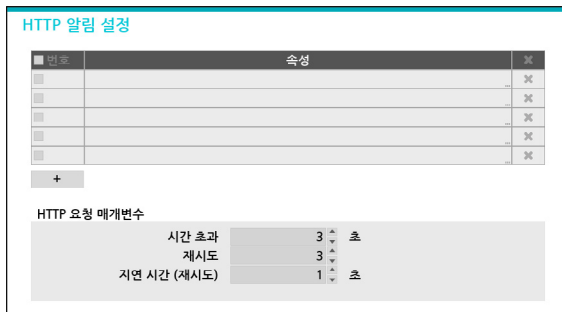 HTTP 알림 설정
번호 속성
+
HTTP 요청 매개변수
시간 초과 3 초
재시도 3
지연 시간 (재시도) 1 초